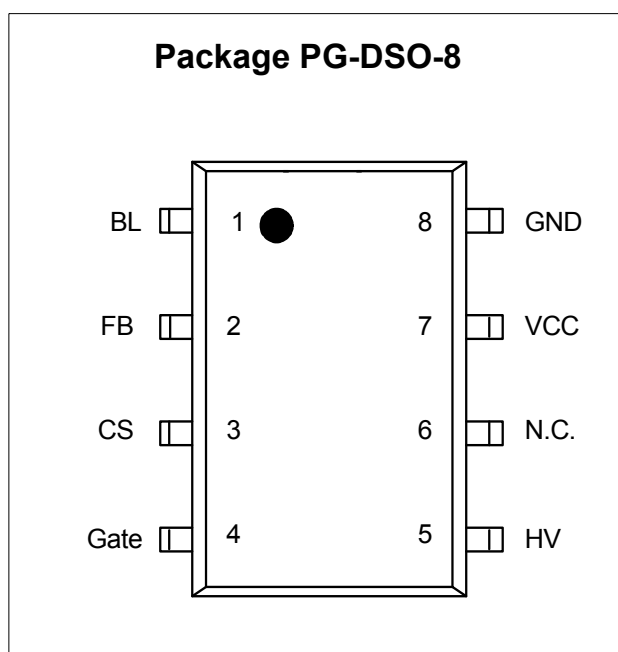 Package PG-DSO-8
BL 1 8 GND
FB 2 7 VCC
CS 3 6 N.C.
Gate 4 5 HV